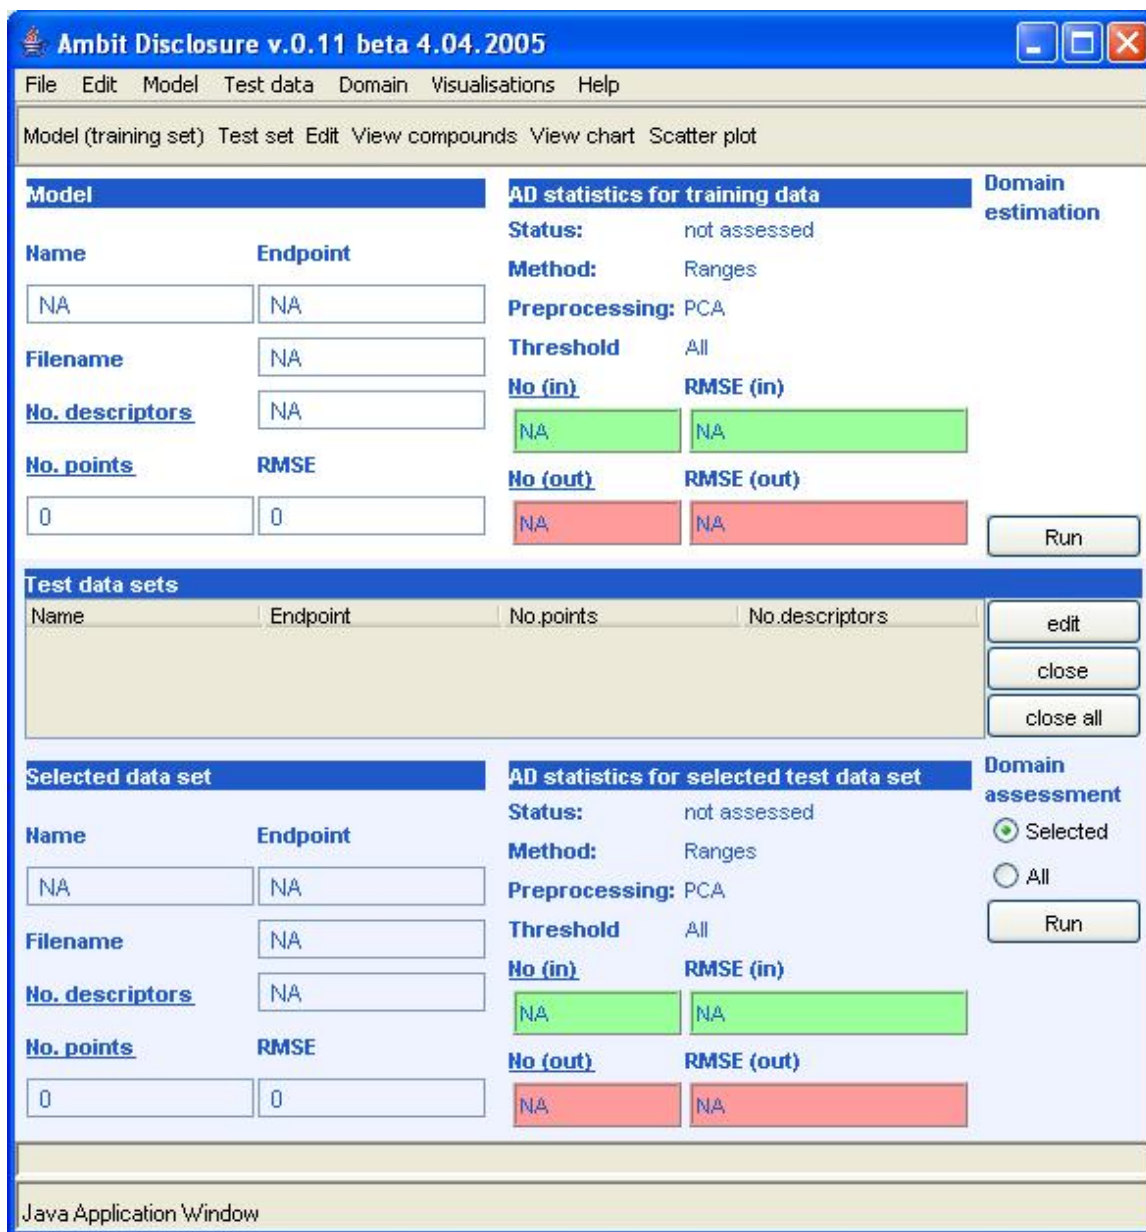 Ambit Disclosure v.0.11 beta 4.04.2005
File Edit Model Test data Domain Visualisations Help
Model (training set) Test set Edit View compounds View chart Scatter plot
Model
Name Endpoint
NA NA
Filename NA
No. descriptors NA
No. points RMSE
0 0
AD statistics for training data
Status: not assessed
Method: Ranges
Preprocessing: PCA
Threshold All
No (in) RMSE (in)
NA NA
No (out) RMSE (out)
NA NA
Domain
estimation
Run
Test data sets
Name Endpoint No.points No.descriptors
edit
close
close all
Selected data set
Name Endpoint
NA NA
Filename NA
No. descriptors NA
No. points RMSE
0 0
AD statistics for selected test data set
Status: not assessed
Method: Ranges
Preprocessing: PCA
Threshold All
No (in) RMSE (in)
NA NA
No (out) RMSE (out)
NA NA
Domain
assessment
Selected
All
Run
Java Application Window